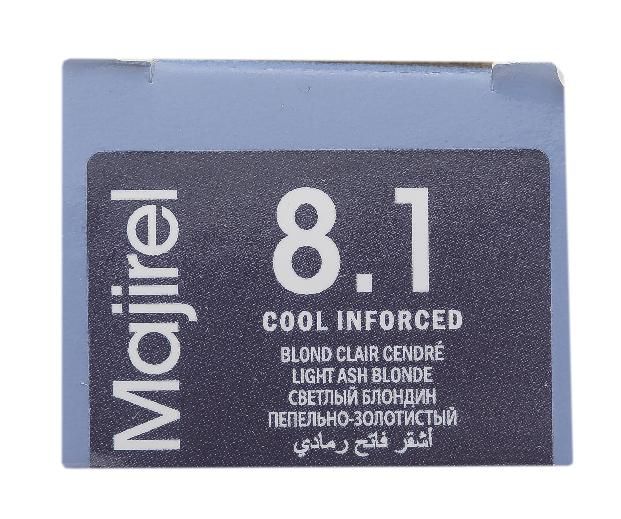 Majirel
8.1
COOL INFORCED
BLOND CLAIR CENDRÉ
LIGHT ASH BLONDE
СВЕТЛЫЙ БЛОНДИН
ПЕПЕЛЬНО-ЗОЛОТИСТЫЙ
أشقر فاتح رمادي